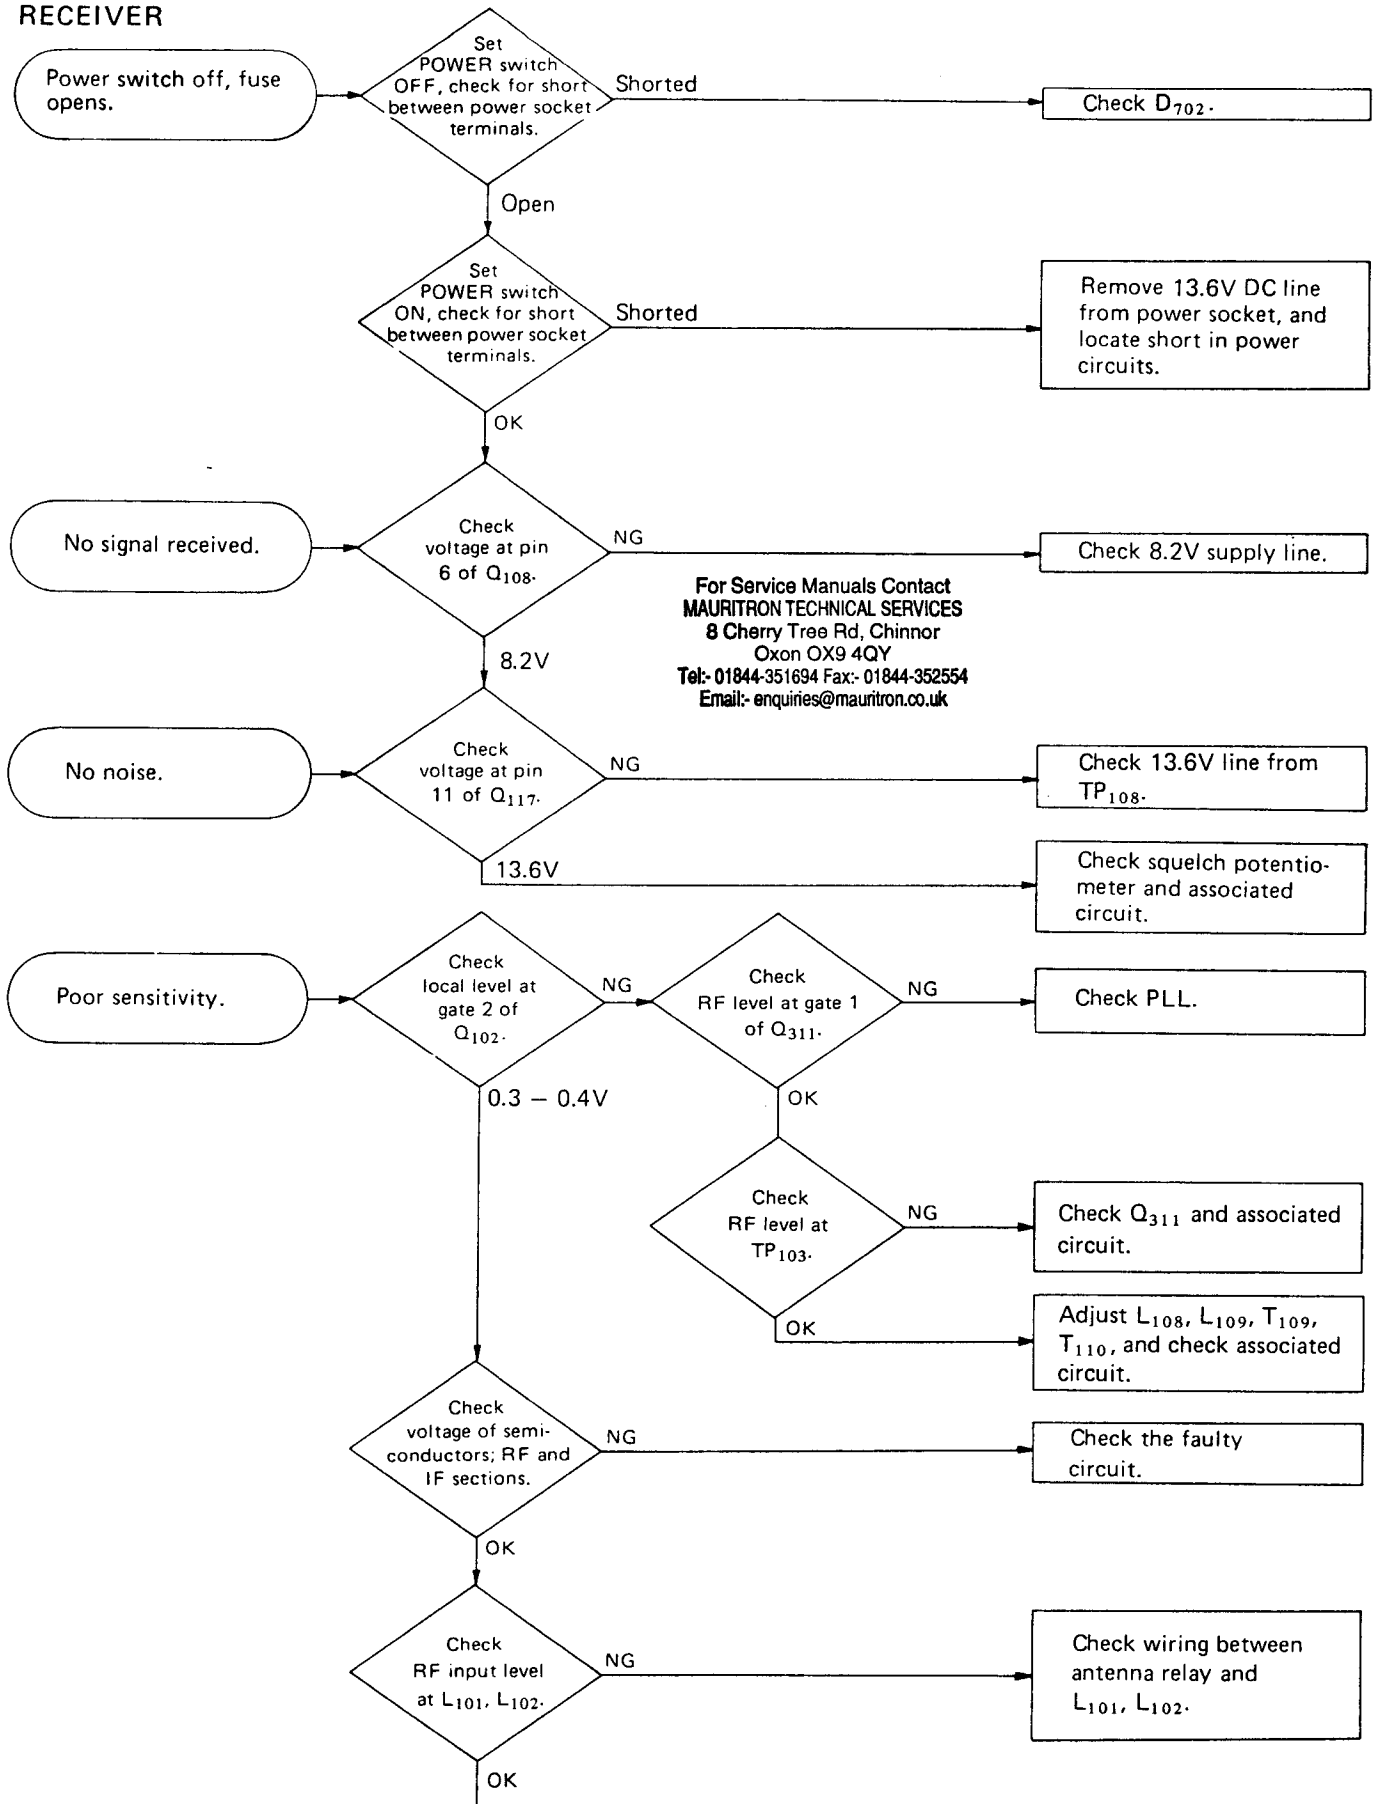 RECEIVER
Power switch off, fuse
opens.
Set
POWER switch
OFF, check for short
between power socket
terminals.
Shorted
Check D702.
Open
Set
POWER switch
ON, check for short
between power socket
terminals.
Shorted
Remove 13.6V DC line
from power socket, and
locate short in power
circuits.
OK
No signal received.
Check
voltage at pin
6 of Q108.
NG
Check 8.2V supply line.
For Service Manuals Contact
MAURITRON TECHNICAL SERVICES
8 Cherry Tree Rd, Chinnor
Oxon OX9 4QY
Tel:- 01844-351694 Fax:- 01844-352554
Email:- enquiries@mauritron.co.uk
8.2V
No noise.
Check
voltage at pin
11 of Q117.
NG
Check 13.6V line from
TP108.
13.6V
Check squelch potentio-
meter and associated
circuit.
Poor sensitivity.
Check
local level at
gate 2 of
Q102.
NG
Check
RF level at gate 1
of Q311.
NG
Check PLL.
0.3 – 0.4V
OK
Check
RF level at
TP103.
NG
Check Q311 and associated
circuit.
OK
Adjust L108, L109, T109,
T110, and check associated
circuit.
Check
voltage of semi-
conductors; RF and
IF sections.
NG
Check the faulty
circuit.
OK
Check
RF input level
at L101, L102.
NG
Check wiring between
antenna relay and
L101, L102.
OK